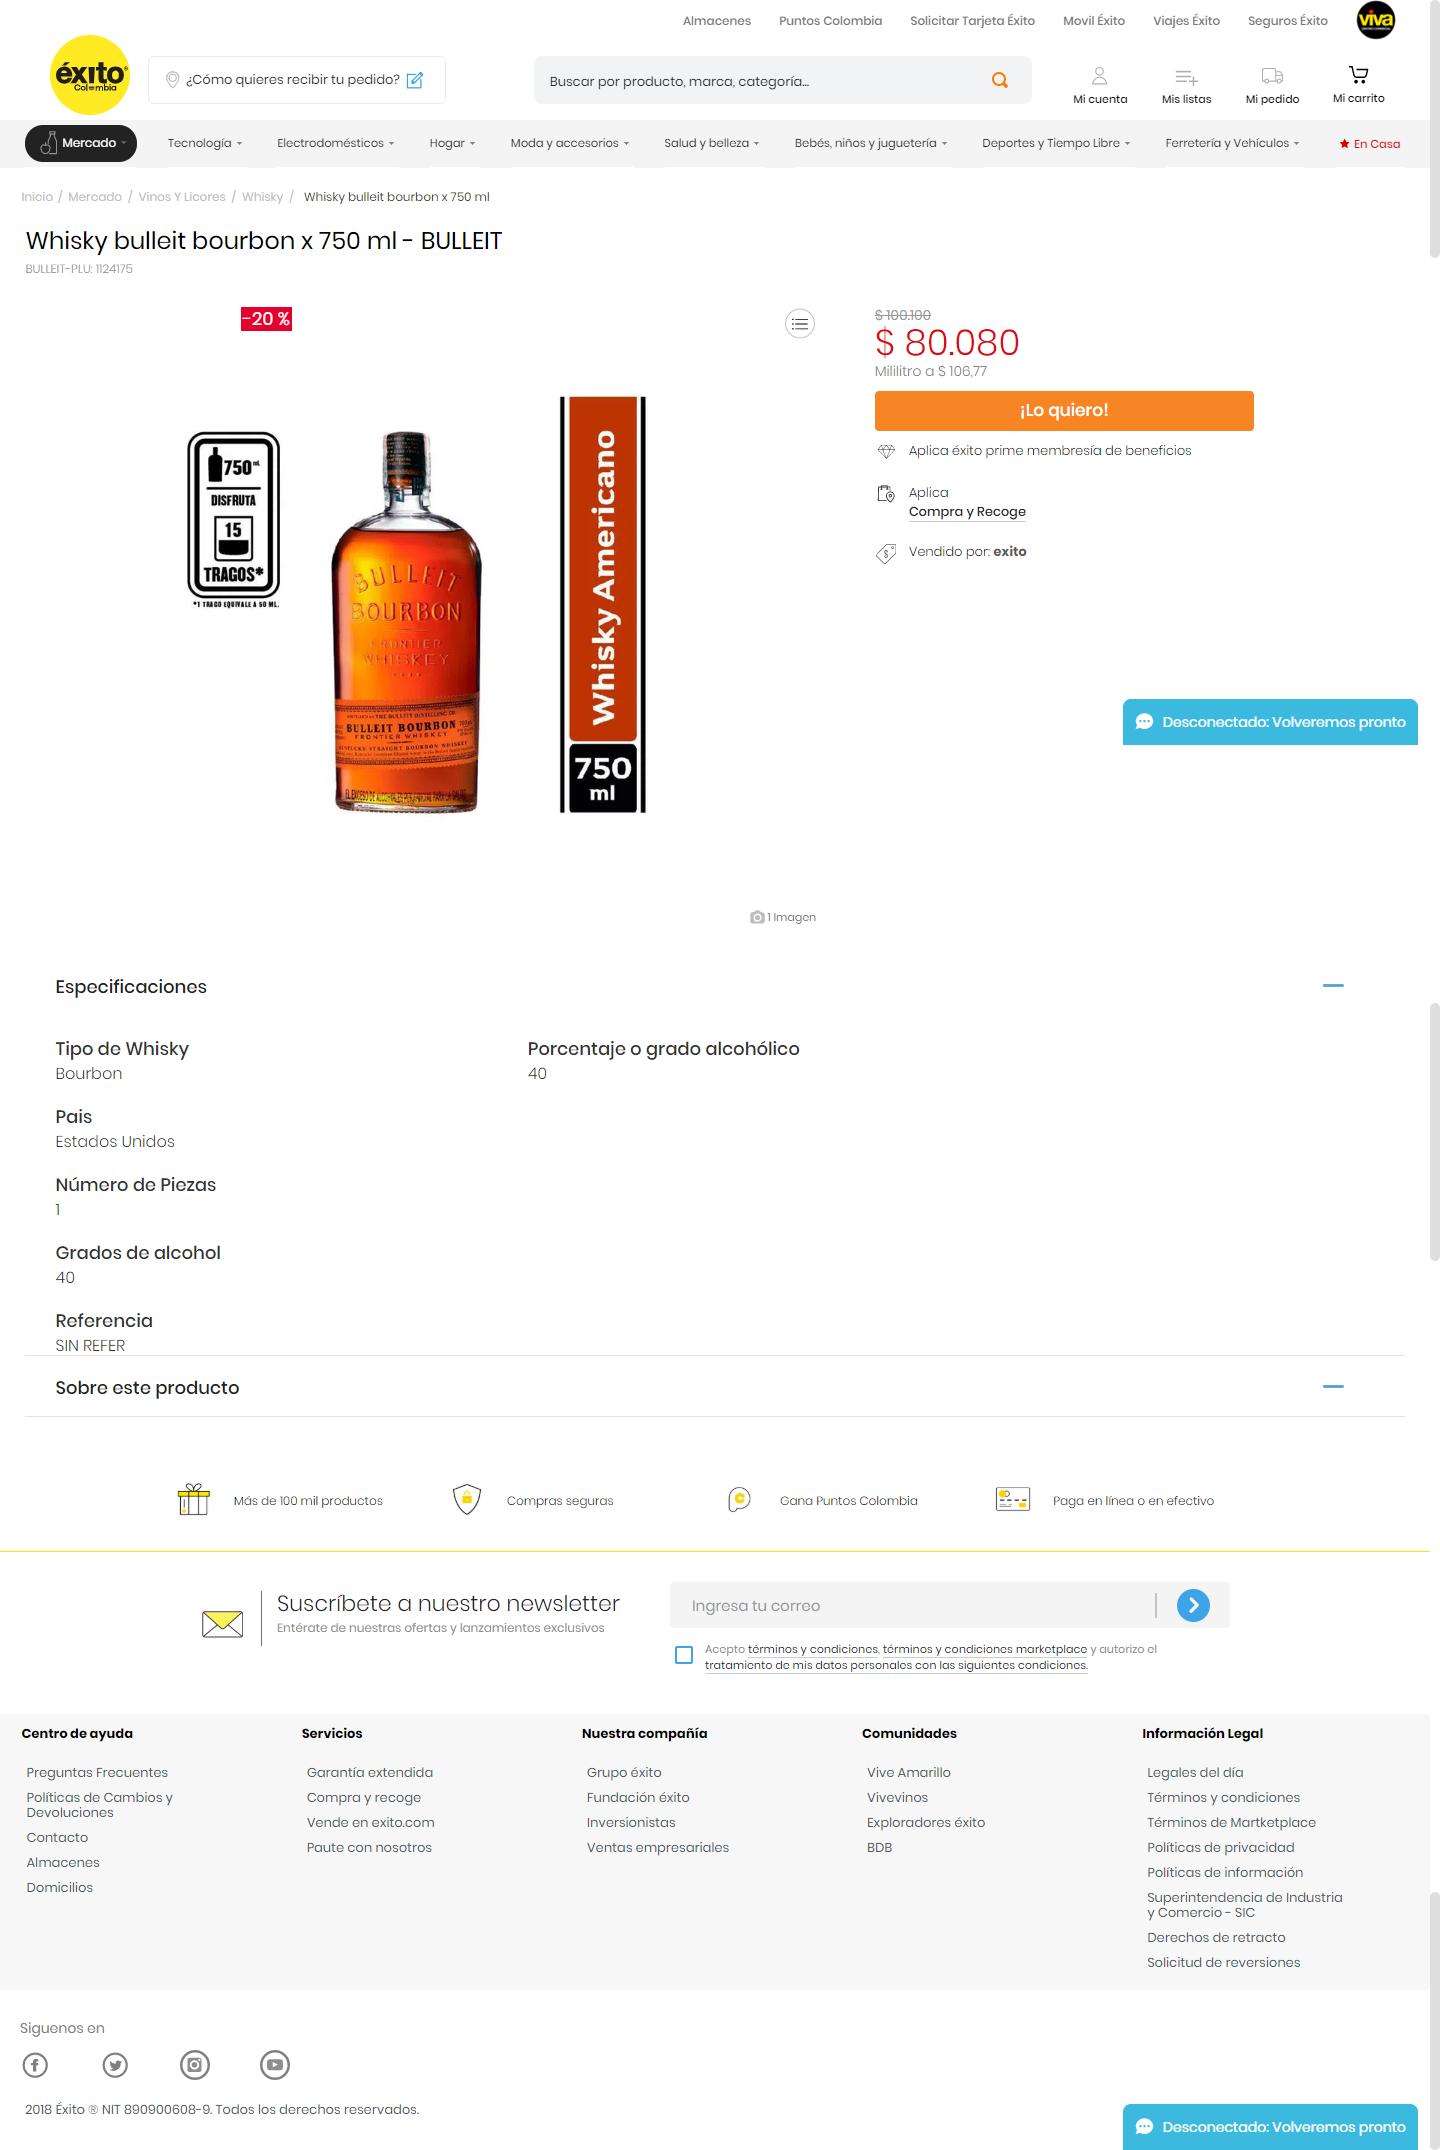 Almacenes Puntos Colombia Solicitar Tarjeta Éxito Movil Éxito Viajes Éxito Seguros Éxito viva
éxito
Colombia
¿Cómo quieres recibir tu pedido?
Buscar por producto, marca, categoría...
Mi cuenta Mis listas Mi pedido Mi carrito
Mercado Tecnología Electrodomésticos Hogar Moda y accesorios Salud y belleza Bebés, niños y juguetería Deportes y Tiempo Libre Ferretería y Vehículos En Casa
Inicio / Mercado / Vinos Y Licores / Whisky / Whisky bulleit bourbon x 750 ml
Whisky bulleit bourbon x 750 ml - BULLEIT
BULLEIT-PLU: 1124175
-20 %
$ 100.100
$ 80.080
Mililitro a $ 106,77
¡Lo quiero!
Aplica éxito prime membresía de beneficios
Aplica
Compra y Recoge
Vendido por: exito
750 ml
DISFRUTA
15
TRAGOS*
*1 TRAGO EQUIVALE A 50 ML.
BULLEIT
BOURBON
FRONTIER
WHISKEY
BULLEIT BOURBON
FRONTIER WHISKEY
KENTUCKY STRAIGHT BOURBON WHISKEY
Whisky Americano
750
ml
Desconectado: Volveremos pronto
1 Imagen
Especificaciones
Tipo de Whisky
Bourbon
Porcentaje o grado alcohólico
40
Pais
Estados Unidos
Número de Piezas
1
Grados de alcohol
40
Referencia
SIN REFER
Sobre este producto
Más de 100 mil productos Compras seguras Gana Puntos Colombia Paga en línea o en efectivo
Suscríbete a nuestro newsletter
Entérate de nuestras ofertas y lanzamientos exclusivos
Ingresa tu correo
Acepto términos y condiciones, términos y condiciones marketplace y autorizo el
tratamiento de mis datos personales con las siguientes condiciones.
Centro de ayuda
Preguntas Frecuentes
Políticas de Cambios y
Devoluciones
Contacto
Almacenes
Domicilios
Servicios
Garantía extendida
Compra y recoge
Vende en exito.com
Paute con nosotros
Nuestra compañía
Grupo éxito
Fundación éxito
Inversionistas
Ventas empresariales
Comunidades
Vive Amarillo
Vivevinos
Exploradores éxito
BDB
Información Legal
Legales del día
Términos y condiciones
Términos de Martketplace
Políticas de privacidad
Políticas de información
Superintendencia de Industria
y Comercio - SIC
Derechos de retracto
Solicitud de reversiones
Siguenos en
2018 Éxito ® NIT 890900608-9. Todos los derechos reservados.
Desconectado: Volveremos pronto